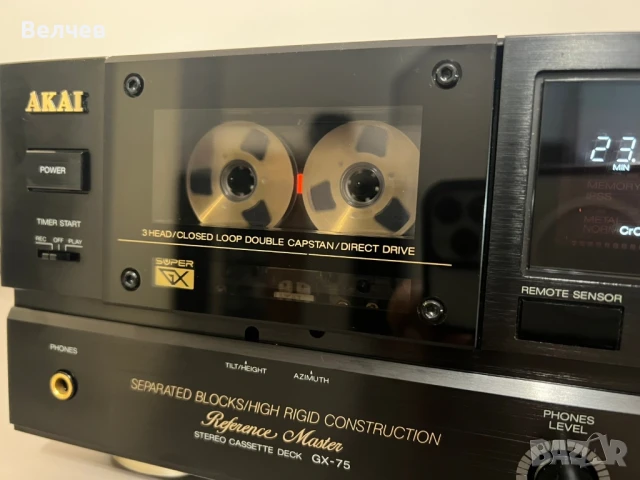 Велчев
AKAI
POWER
TIMER START
REC OFF PLAY
3 HEAD/CLOSED LOOP DOUBLE CAPSTAN/DIRECT DRIVE
SUPER
GX
23.
MIN
CrO
REMOTE SENSOR
PHONES
TILT/HEIGHT
AZIMUTH
SEPARATED BLOCKS/HIGH RIGID CONSTRUCTION
Reference Master
STEREO CASSETTE DECK GX-75
PHONES
LEVEL
BAZAR